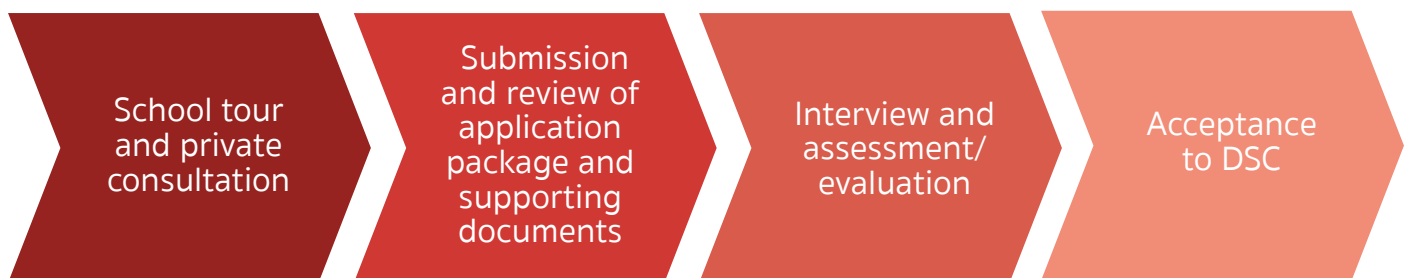 School tour
and private
consultation
Submission
and review of
application
package and
supporting
documents
Interview and
assessment/
evaluation
Acceptance
to DSC